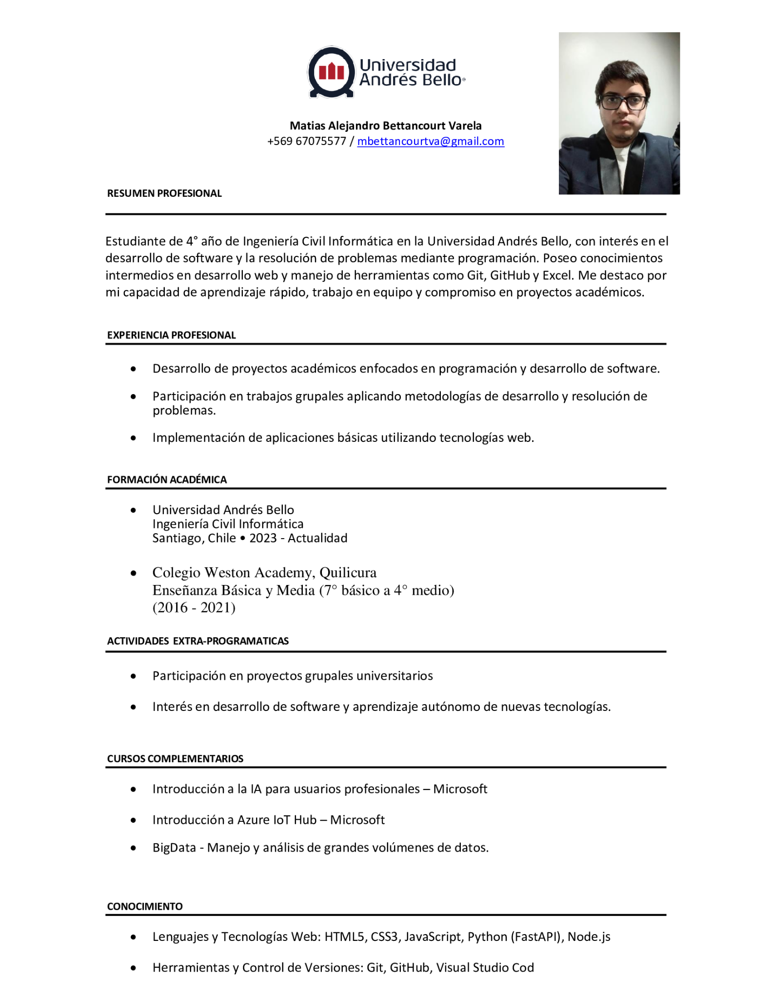 Universidad
Andrés Bello
Matias Alejandro Bettancourt Varela
+569 67075577 / mbettancourtva@gmail.com
RESUMEN PROFESIONAL
Estudiante de 4° año de Ingeniería Civil Informática en la Universidad Andrés Bello, con interés en el
desarrollo de software y la resolución de problemas mediante programación. Poseo conocimientos
intermedios en desarrollo web y manejo de herramientas como Git, GitHub y Excel. Me destaco por
mi capacidad de aprendizaje rápido, trabajo en equipo y compromiso en proyectos académicos.
EXPERIENCIA PROFESIONAL
• Desarrollo de proyectos académicos enfocados en programación y desarrollo de software.
• Participación en trabajos grupales aplicando metodologías de desarrollo y resolución de
problemas.
• Implementación de aplicaciones básicas utilizando tecnologías web.
FORMACIÓN ACADÉMICA
• Universidad Andrés Bello
Ingeniería Civil Informática
Santiago, Chile • 2023 - Actualidad
• Colegio Weston Academy, Quilicura
Enseñanza Básica y Media (7° básico a 4° medio)
(2016 - 2021)
ACTIVIDADES EXTRA-PROGRAMATICAS
• Participación en proyectos grupales universitarios
• Interés en desarrollo de software y aprendizaje autónomo de nuevas tecnologías.
CURSOS COMPLEMENTARIOS
• Introducción a la IA para usuarios profesionales – Microsoft
• Introducción a Azure IoT Hub – Microsoft
• BigData - Manejo y análisis de grandes volúmenes de datos.
CONOCIMIENTO
• Lenguajes y Tecnologías Web: HTML5, CSS3, JavaScript, Python (FastAPI), Node.js
• Herramientas y Control de Versiones: Git, GitHub, Visual Studio Cod